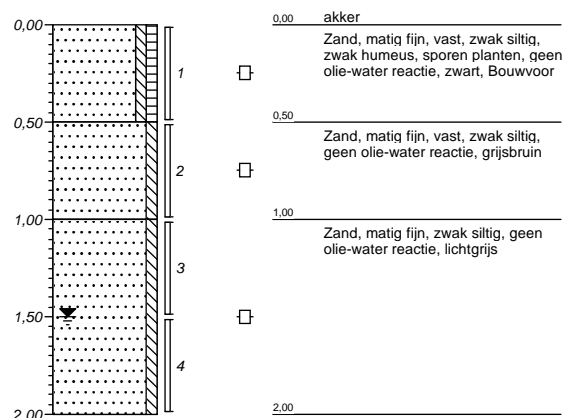 0,00
0,50
1,00
1,50
2,00
1
2
3
4
0,00 akker
Zand, matig fijn, vast, zwak siltig,
zwak humeus, sporen planten, geen
olie-water reactie, zwart, Bouwvoor
0,50
Zand, matig fijn, vast, zwak siltig,
geen olie-water reactie, grijsbruin
1,00
Zand, matig fijn, zwak siltig, geen
olie-water reactie, lichtgrijs
2,00